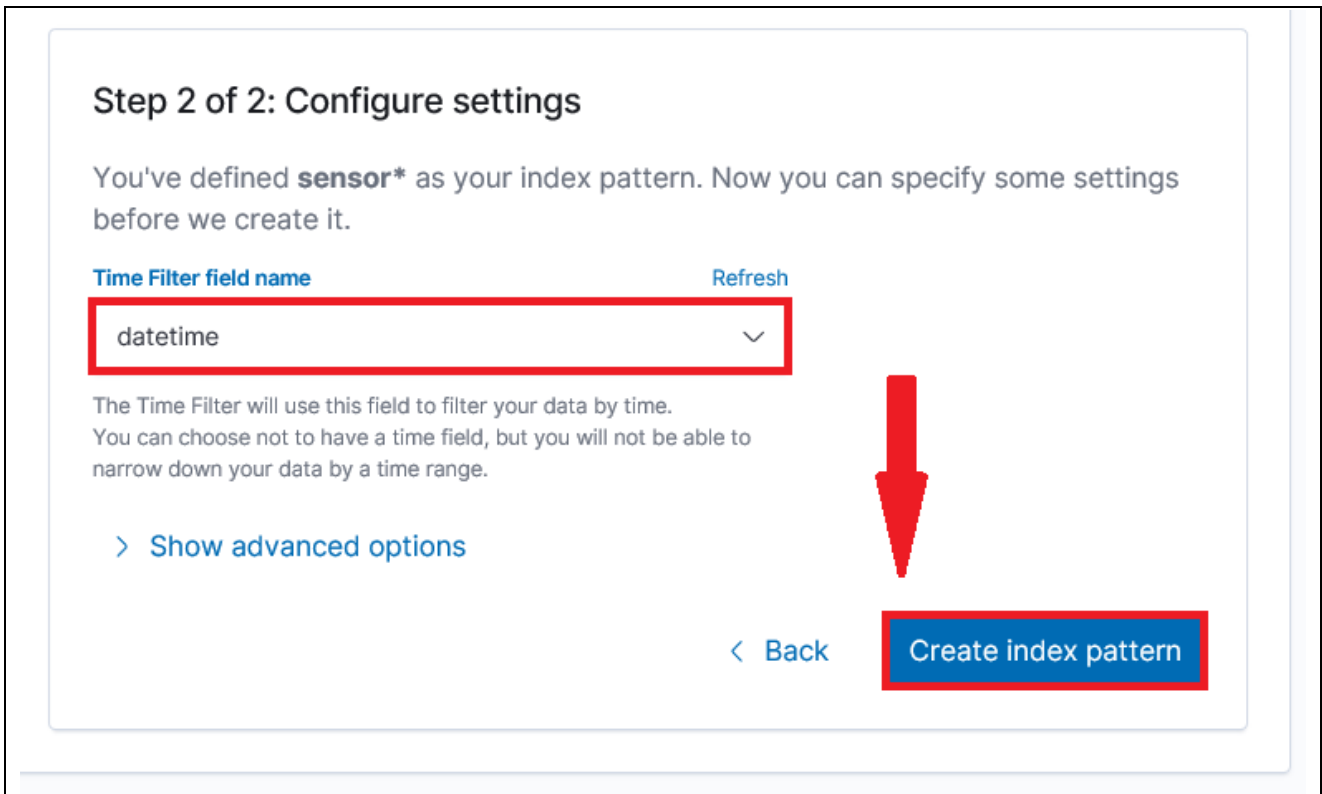 Step 2 of 2: Configure settings
You've defined sensor* as your index pattern. Now you can specify some settings
before we create it.
Time Filter field name Refresh
datetime
The Time Filter will use this field to filter your data by time.
You can choose not to have a time field, but you will not be able to
narrow down your data by a time range.
Show advanced options
Back Create index pattern